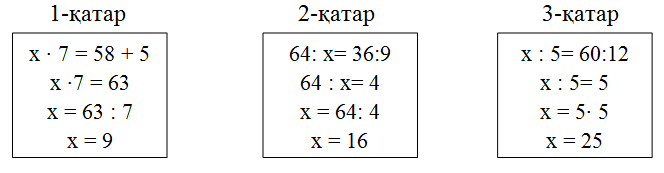 1-қатар
х · 7 = 58 + 5
х ·7 = 63
х = 63 : 7
х = 9
2-қатар
64: х= 36:9
64 : х= 4
х = 64: 4
х = 16
3-қатар
х : 5= 60:12
х : 5= 5
х = 5· 5
х = 25